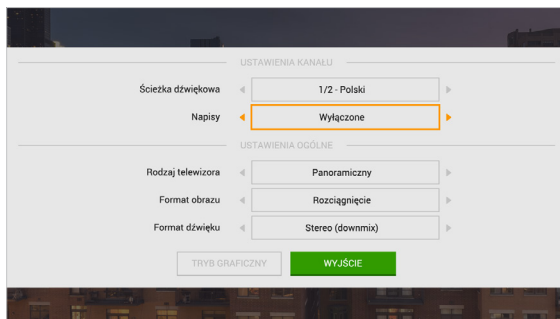 USTAWIENIA KANAŁU
Ścieżka dźwiękowa 1/2 - Polski
Napisy Wyłączone
USTAWIENIA OGÓLNE
Rodzaj telewizora Panoramiczny
Format obrazu Rozciągnięcie
Format dźwięku Stereo (downmix)
TRYB GRAFICZNY WYJŚCIE